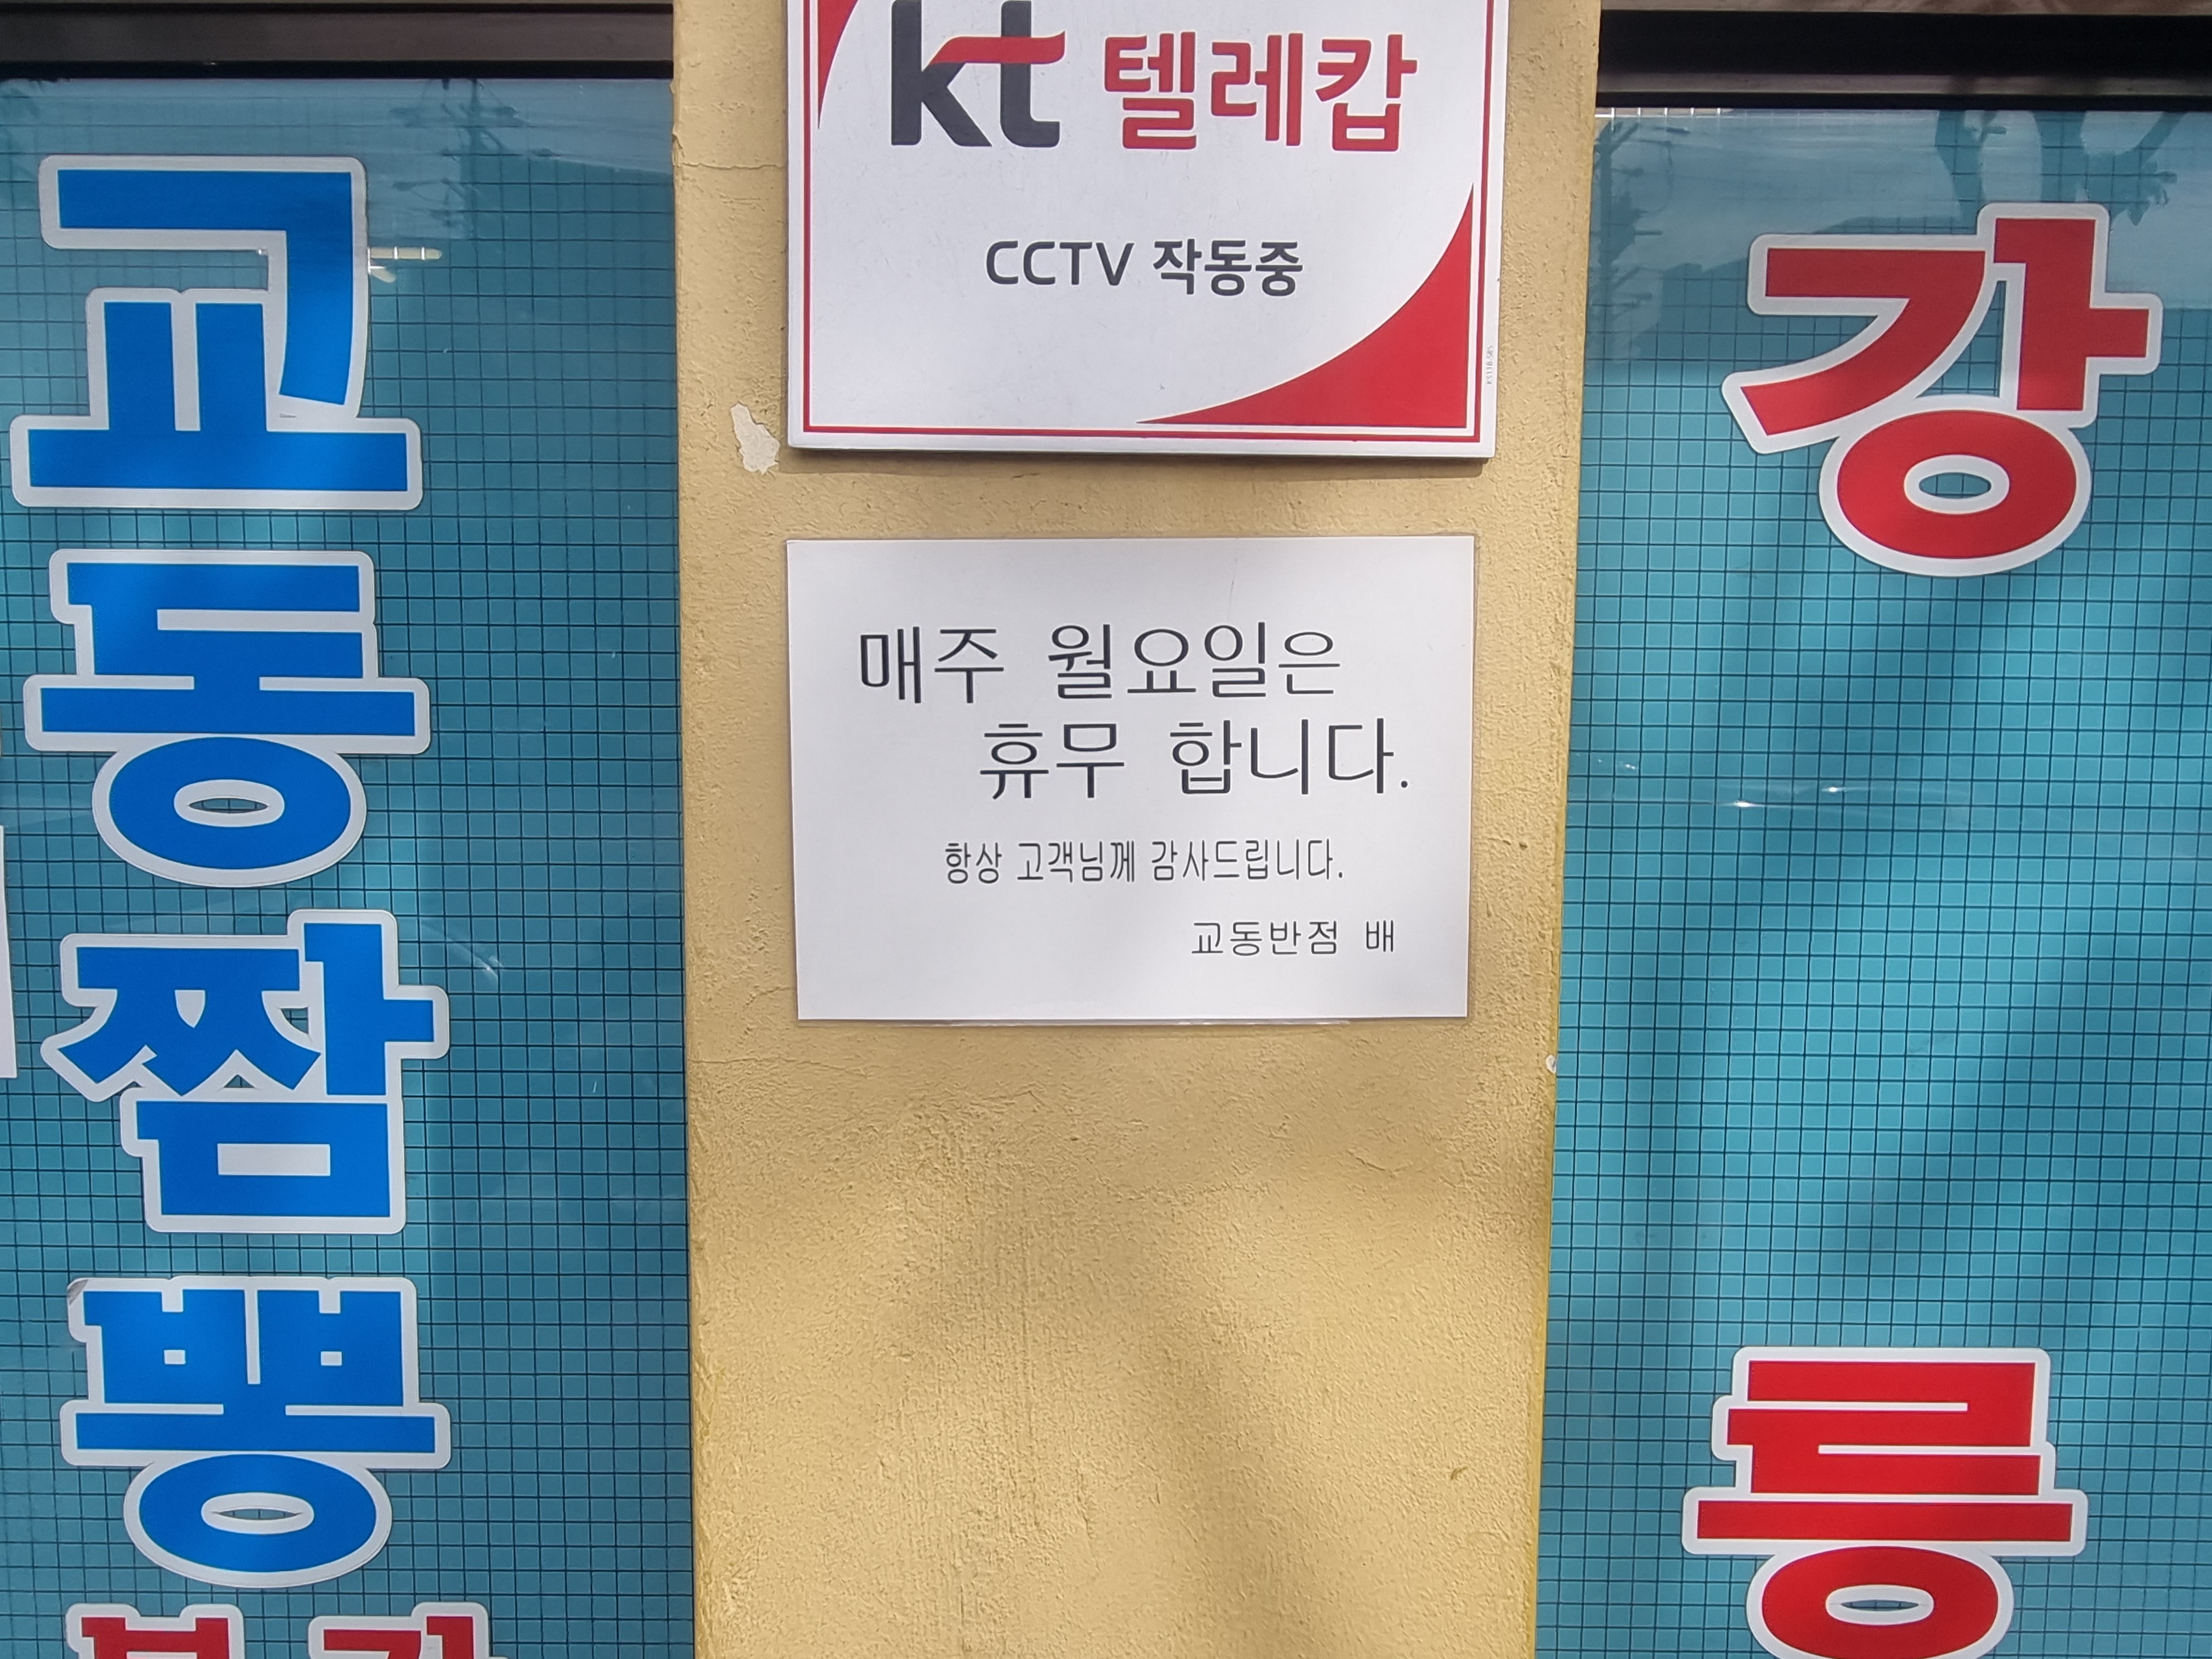 교동짬뽕
kt 텔레캅
CCTV 작동중
매주 월요일은
휴무 합니다.
항상 고객님께 감사드립니다.
교동반점 배
강릉